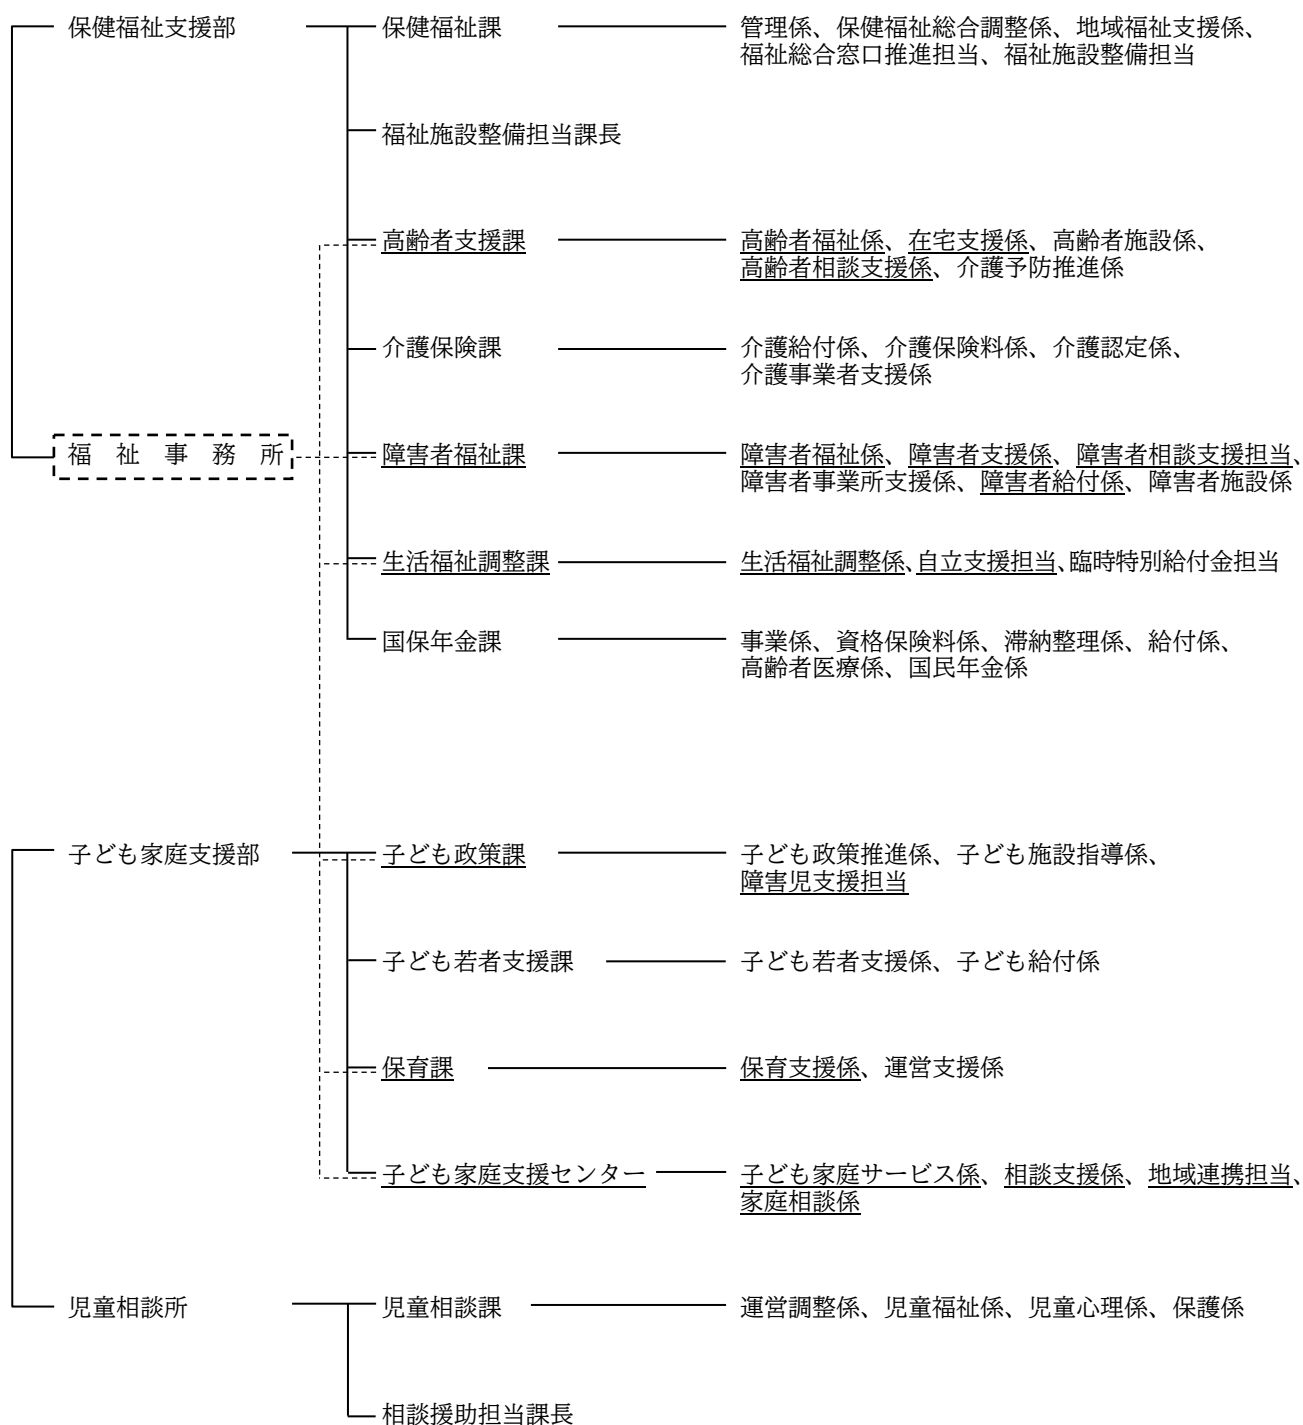 保健福祉支援部 保健福祉課 管理係、保健福祉総合調整係、地域福祉支援係、
福祉総合窓口推進担当、福祉施設整備担当
福祉施設整備担当課長
高齢者支援課 高齢者福祉係、在宅支援係、高齢者施設係、
高齢者相談支援係、介護予防推進係
介護保険課 介護給付係、介護保険料係、介護認定係、
介護事業者支援係
福祉事務所 障害者福祉課 障害者福祉係、障害者支援係、障害者相談支援担当、
障害者事業所支援係、障害者給付係、障害者施設係
生活福祉調整課 生活福祉調整係、自立支援担当、臨時特別給付金担当
国保年金課 事業係、資格保険料係、滞納整理係、給付係、
高齢者医療係、国民年金係
子ども家庭支援部 子ども政策課 子ども政策推進係、子ども施設指導係、
障害児支援担当
子ども若者支援課 子ども若者支援係、子ども給付係
保育課 保育支援係、運営支援係
子ども家庭支援センター 子ども家庭サービス係、相談支援係、地域連携担当、
家庭相談係
児童相談所 児童相談課 運営調整係、児童福祉係、児童心理係、保護係
相談援助担当課長